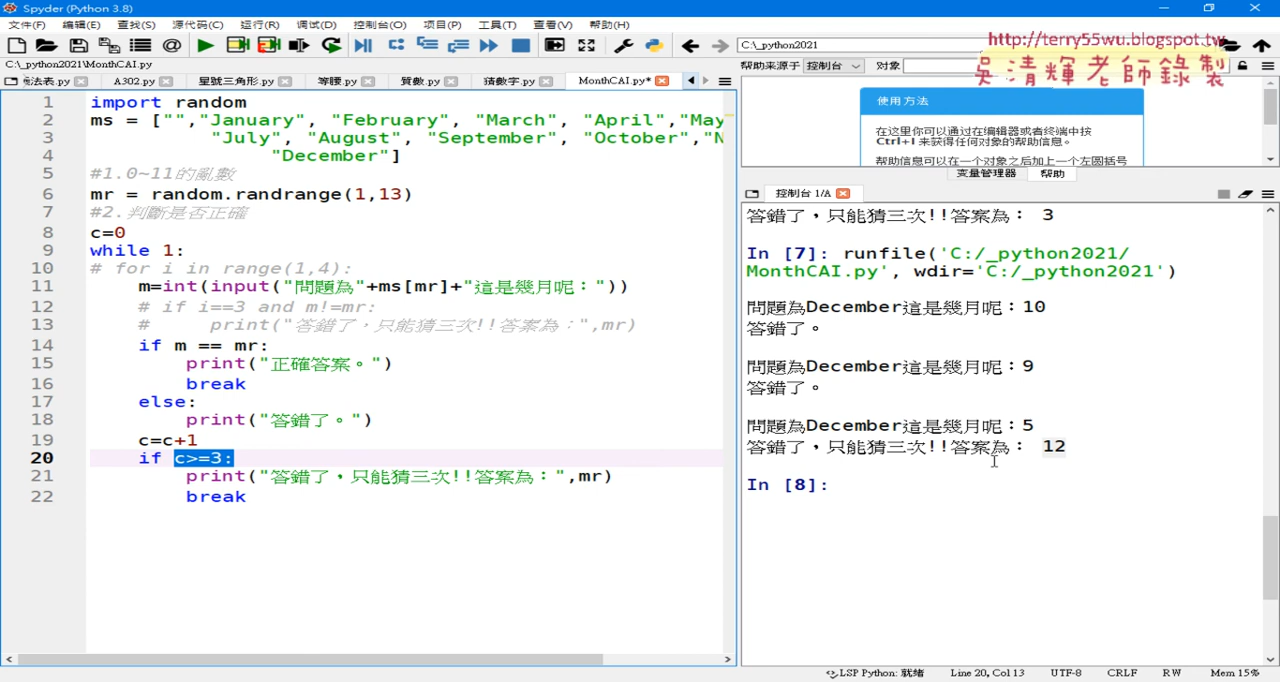 Spyder (Python 3.8)
文件(F) 编辑(E) 查找(S) 源代码(C) 运行(R) 调试(D) 控制台(O) 项目(P) 工具(T) 查看(V) 帮助(H)
C:\_python2021
http://terry55wu.blogspot.tw
吳清輝老師錄製
C:\_python2021\MonthCAI.py
帮助来源于 控制台 对象
法表.py A302.py 星號三角形.py 等腰.py 質數.py 猜數字.py MonthCAI.py*
使用方法
在这里你可以通过在编辑器或者终端中按
Ctrl+I 来获得任何对象的帮助信息。
帮助信息可以在一个对象之后加上一个左圆括号
变量管理器 帮助
1 import random
2 ms = ["","January", "February", "March", "April","May
3 "July", "August", "September", "October","N
4 "December"]
5 #1.0~11的亂數
6 mr = random.randrange(1,13)
7 #2.判斷是否正確
8 c=0
9 while 1:
10 # for i in range(1,4):
11 m=int(input("問題為"+ms[mr]+"這是幾月呢："))
12 # if i==3 and m!=mr:
13 # print("答錯了，只能猜三次!!答案為：",mr)
14 if m == mr:
15 print("正確答案。")
16 break
17 else:
18 print("答錯了。")
19 c=c+1
20 if c>=3:
21 print("答錯了，只能猜三次!!答案為：",mr)
22 break
控制台 1/A
答錯了，只能猜三次!!答案為： 3
In [7]: runfile('C:/_python2021/
MonthCAI.py', wdir='C:/_python2021')
問題為December這是幾月呢：10
答錯了。
問題為December這是幾月呢：9
答錯了。
問題為December這是幾月呢：5
答錯了，只能猜三次!!答案為： 12
In [8]:
LSP Python: 就绪 Line 20, Col 13 UTF-8 CRLF RW Mem 15%